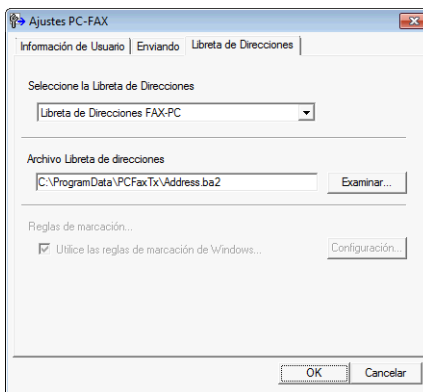 Ajustes PC-FAX
Información de Usuario Enviando Libreta de Direcciones
Seleccione la Libreta de Direcciones
Libreta de Direcciones FAX-PC
Archivo Libreta de direcciones
C:\ProgramData\PCFaxTx\Address.ba2 Examinar...
Reglas de marcación...
Utilice las reglas de marcación de Windows... Configuración...
OK Cancelar